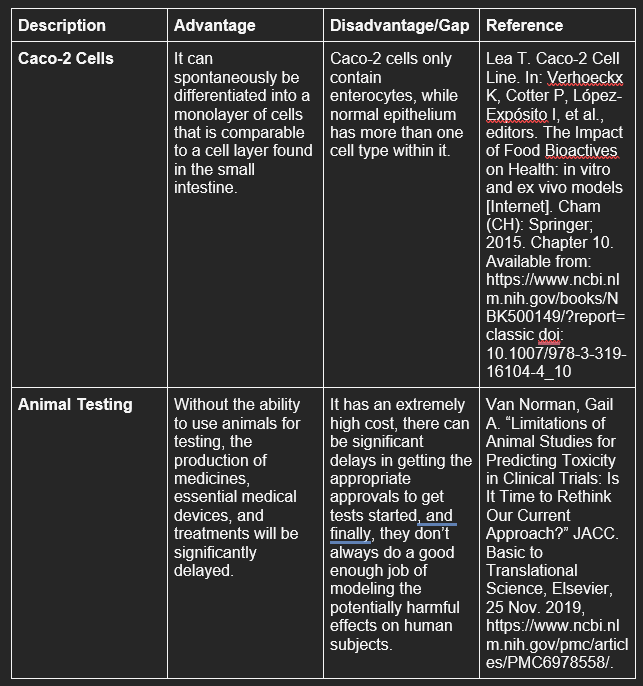 Description
Advantage
Disadvantage/Gap
Reference
Caco-2 Cells
It can
spontaneously be
differentiated into a
monolayer of cells
that is comparable
to a cell layer found
in the small
intestine.
Caco-2 cells only
contain
enterocytes, while
normal epithelium
has more than one
cell type within it.
Lea T. Caco-2 Cell
Line. In: Verhoeckx
K, Cotter P, López-
Expósito I, et al.,
editors. The Impact
of Food Bioactives
on Health: in vitro
and ex vivo models
[Internet]. Cham
(CH): Springer;
2015. Chapter 10.
Available from:
https://www.ncbi.nl
m.nih.gov/books/N
BK500149/?report=
classic doi:
10.1007/978-3-319-
16104-4_10
Animal Testing
Without the ability
to use animals for
testing, the
production of
medicines,
essential medical
devices, and
treatments will be
significantly
delayed.
It has an extremely
high cost, there can
be significant
delays in getting the
appropriate
approvals to get
tests started, and
finally, they don’t
always do a good
enough job of
modeling the
potentially harmful
effects on human
subjects.
Van Norman, Gail
A. “Limitations of
Animal Studies for
Predicting Toxicity
in Clinical Trials: Is
It Time to Rethink
Our Current
Approach?” JACC.
Basic to
Translational
Science, Elsevier,
25 Nov. 2019,
https://www.ncbi.nl
m.nih.gov/pmc/articl
es/PMC6978558/.